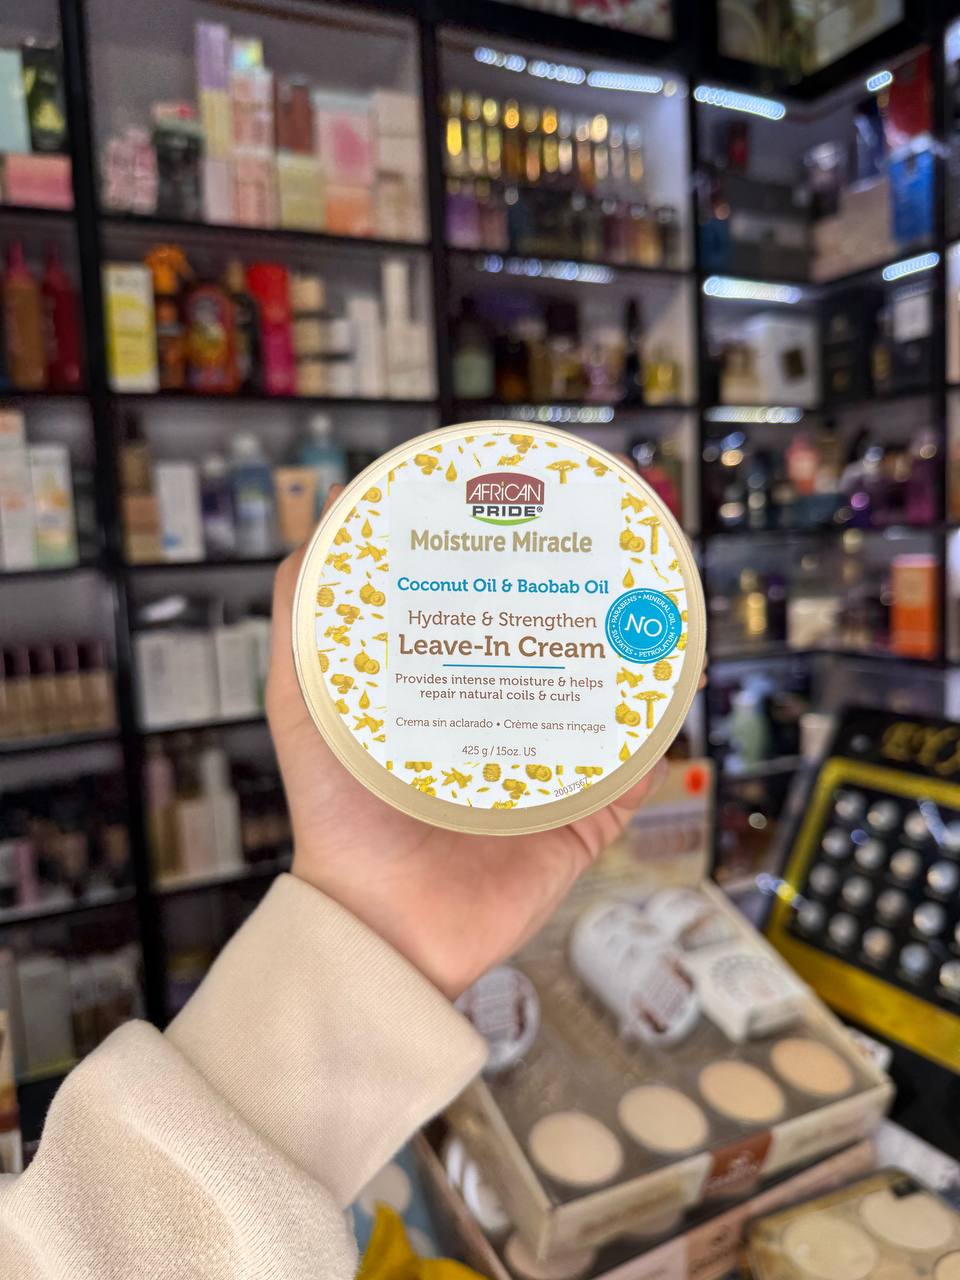 AFRICAN
PRIDE®
Moisture Miracle
Coconut Oil & Baobab Oil
Hydrate & Strengthen
Leave-In Cream
PARABENS • MINERAL OIL • PETROLATUM • SULFATES •
NO
Provides intense moisture & helps
repair natural coils & curls
Crema sin aclarado • Crème sans rinçage
425 g / 15oz. US
20037567